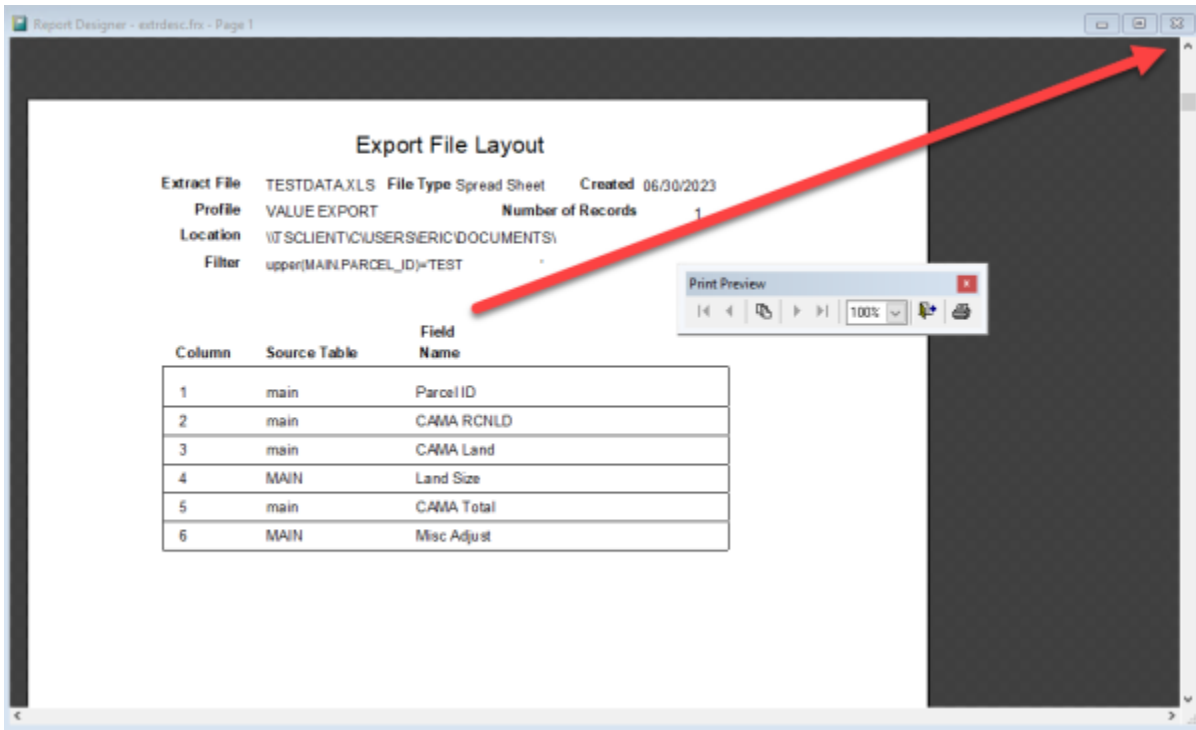 Report Designer - extrdesc.frx - Page 1
Export File Layout
Extract File TESTDATA.XLS File Type Spread Sheet Created 06/30/2023
Profile VALUE EXPORT Number of Records 1
Location \\TSCLIENT\C\USERS\ERIC\DOCUMENTS\
Filter upper(MAIN.PARCEL_ID)='TEST '
Print Preview
100%
Field
Column Source Table Name
1 main Parcel ID
2 main CAMA RCNLD
3 main CAMA Land
4 MAIN Land Size
5 main CAMA Total
6 MAIN Misc Adjust